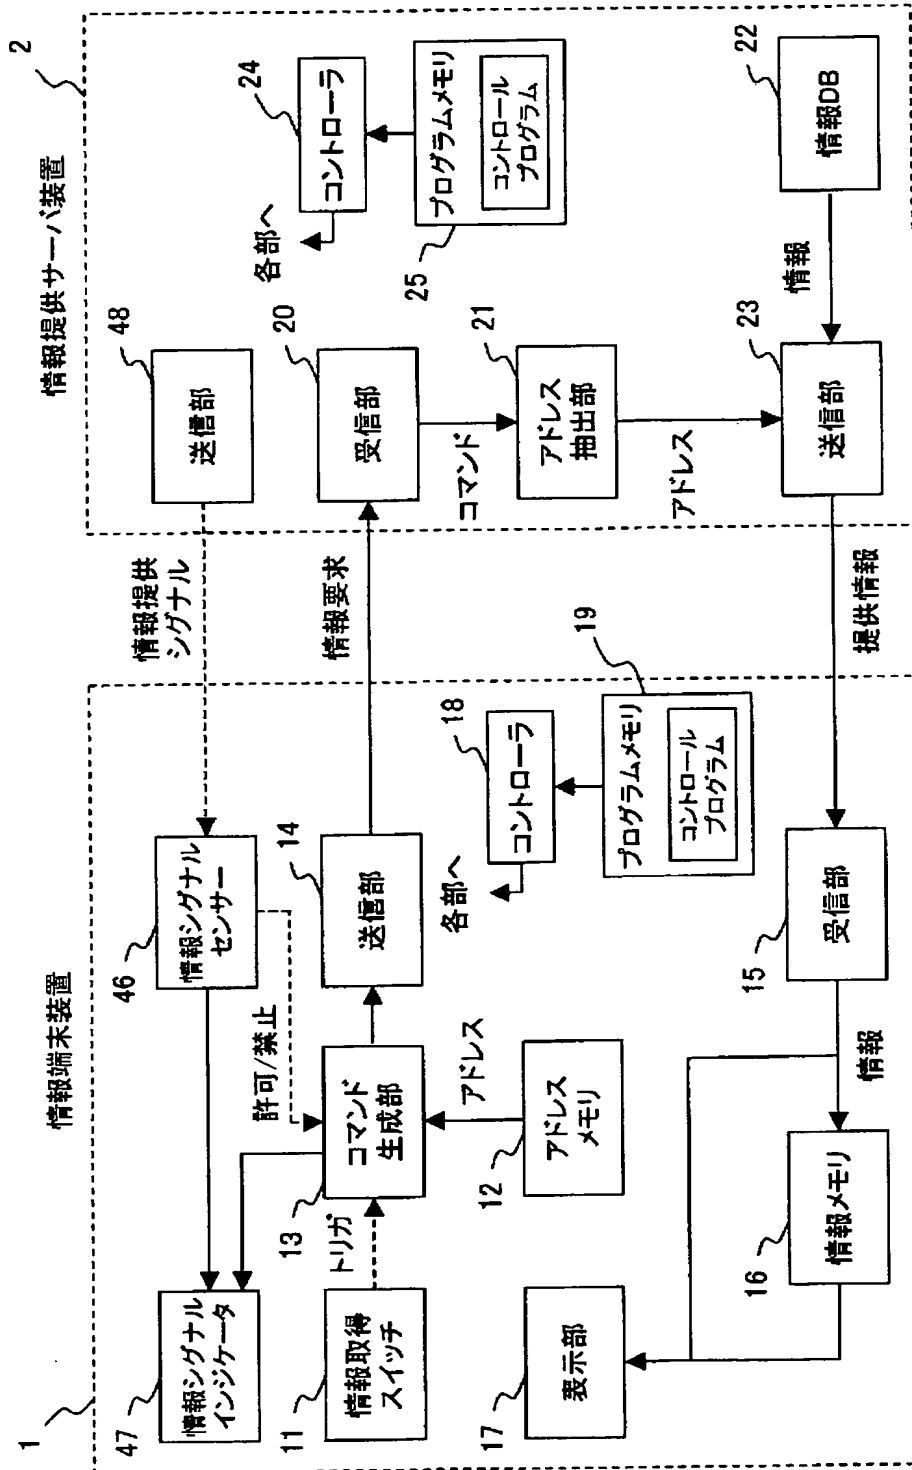 1
情報端末装置
情報提供サーバ装置
2
47
情報シグナル
インジケータ
46
情報シグナル
センサー
情報提供
シグナル
48
送信部
許可/禁止
11
情報取得
スイッチ
トリガ
13
コマンド
生成部
14
送信部
情報要求
20
受信部
各部へ
24
コントローラ
25
プログラムメモリ
コントロール
プログラム
コマンド
21
アドレス
抽出部
アドレス
12
アドレス
メモリ
アドレス
各部へ
18
コントローラ
19
プログラムメモリ
コントロール
プログラム
17
表示部
16
情報メモリ
情報
15
受信部
提供情報
23
送信部
情報
22
情報DB